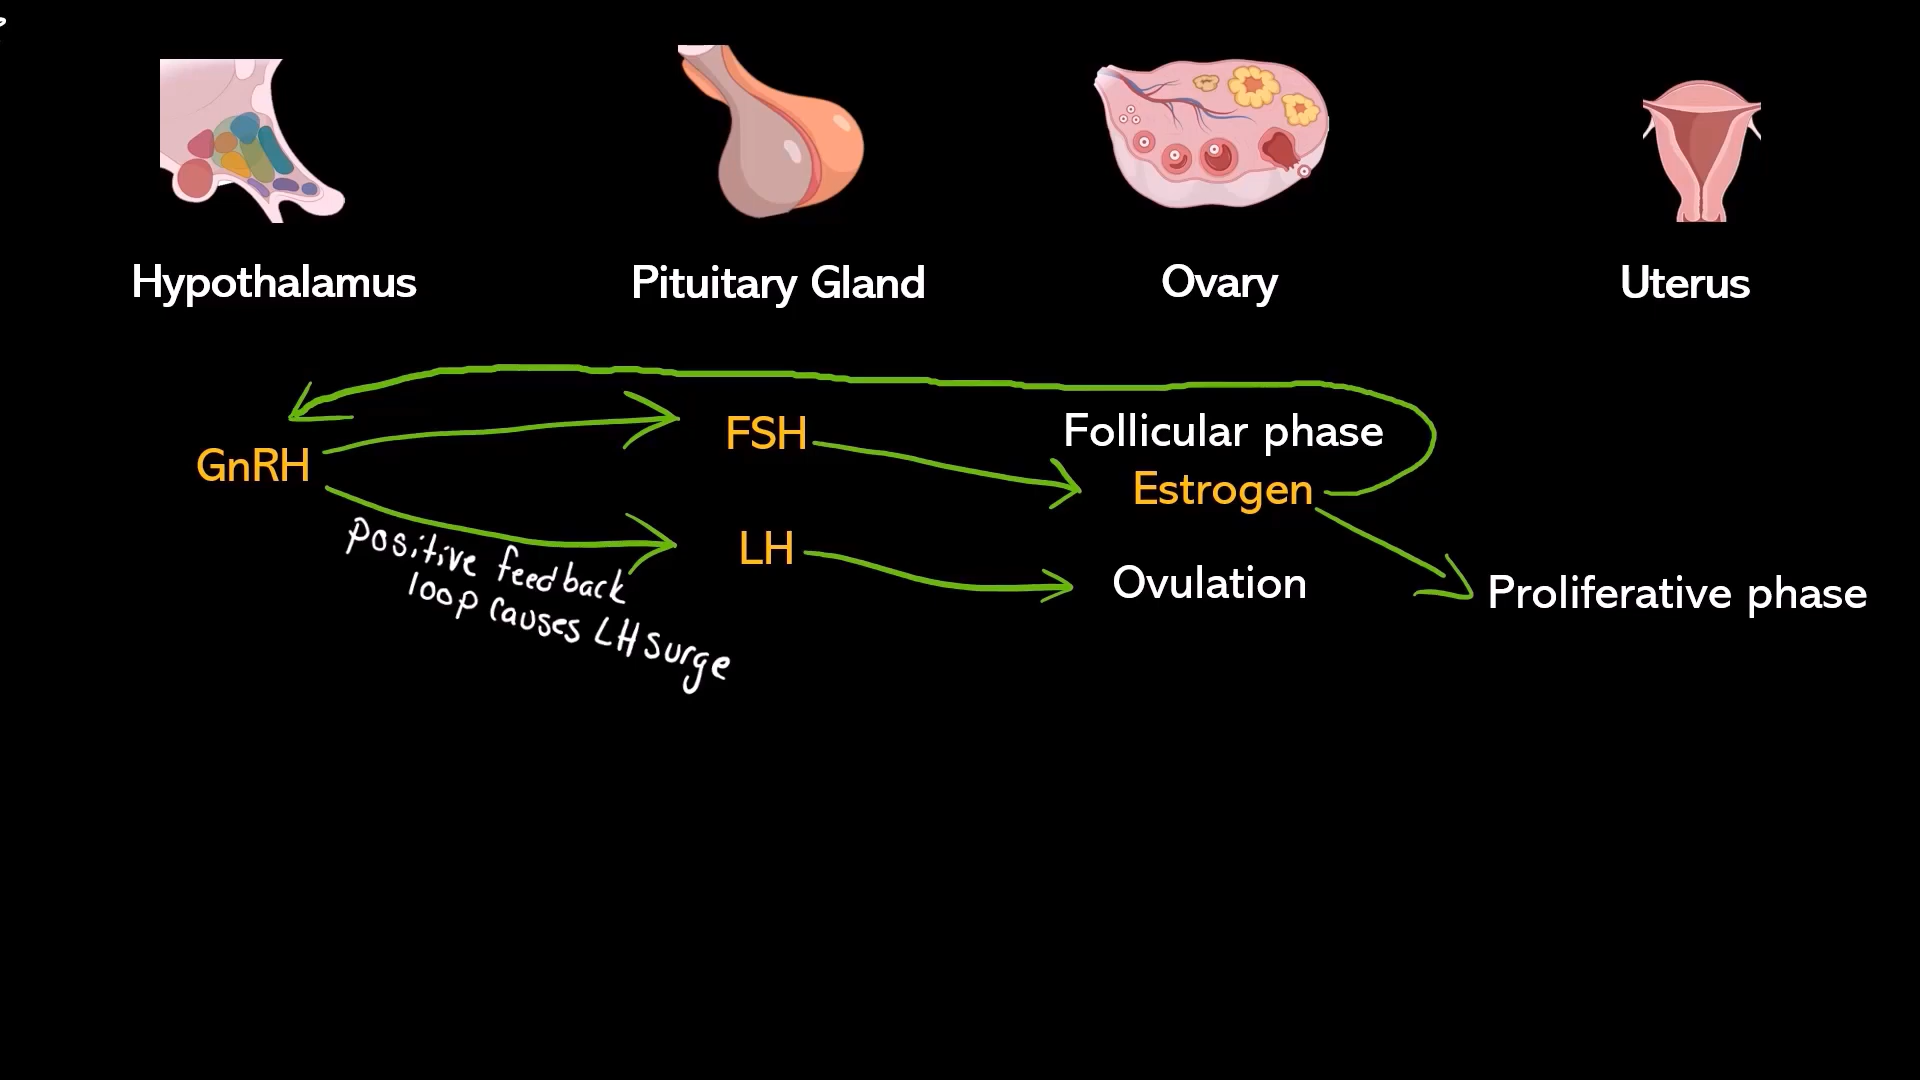 Hypothalamus
Pituitary Gland
Ovary
Uterus
GnRH
FSH
Follicular phase
Estrogen
LH
Ovulation
Proliferative phase
positive feedback
loop causes LH surge